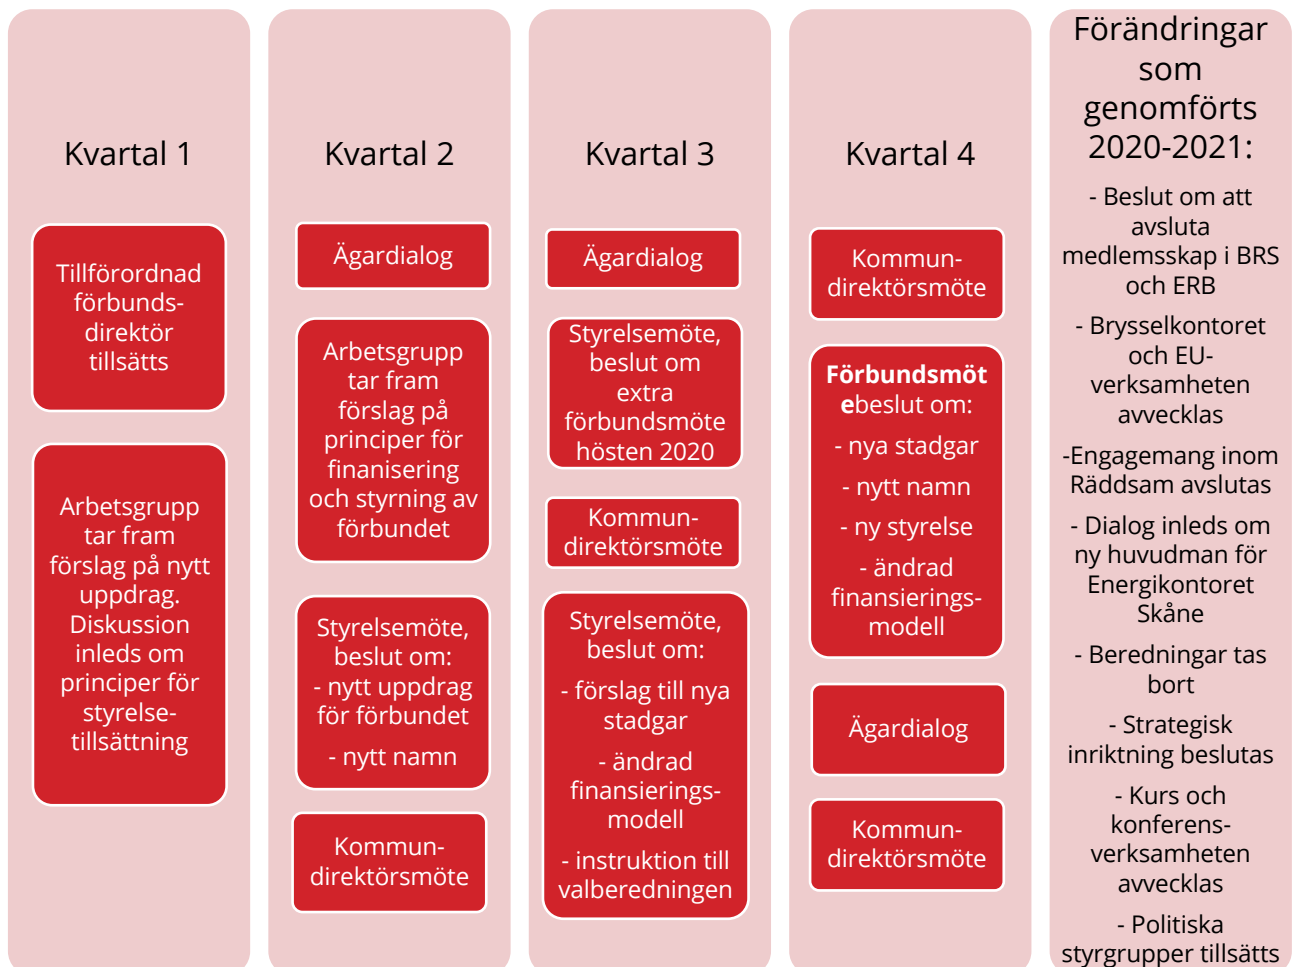 Kvartal 1
Tillförordnad
förbunds-
direktör
tillsätts
Arbetsgrupp
tar fram
förslag på nytt
uppdrag.
Diskussion
inleds om
principer för
styrelse-
tillsättning
Kvartal 2
Ägardialog
Arbetsgrupp
tar fram
förslag på
principer för
finanisering
och styrning av
förbundet
Styrelsemöte,
beslut om:
- nytt uppdrag
för förbundet
- nytt namn
Kommun-
direktörsmöte
Kvartal 3
Ägardialog
Styrelsemöte,
beslut om
extra
förbundsmöte
hösten 2020
Kommun-
direktörsmöte
Styrelsemöte,
beslut om:
- förslag till nya
stadgar
- ändrad
finansierings-
modell
- instruktion till
valberedningen
Kvartal 4
Kommun-
direktörsmöte
Förbundsmöt
ebeslut om:
- nya stadgar
- nytt namn
- ny styrelse
- ändrad
finansierings-
modell
Ägardialog
Kommun-
direktörsmöte
Förändringar
som
genomförts
2020-2021:
- Beslut om att
avsluta
medlemsskap i BRS
och ERB
- Brysselkontoret
och EU-
verksamheten
avvecklas
-Engagemang inom
Räddsam avslutas
- Dialog inleds om
ny huvudman för
Energikontoret
Skåne
- Beredningar tas
bort
- Strategisk
inriktning beslutas
- Kurs och
konferens-
verksamheten
avvecklas
- Politiska
styrgrupper tillsätts